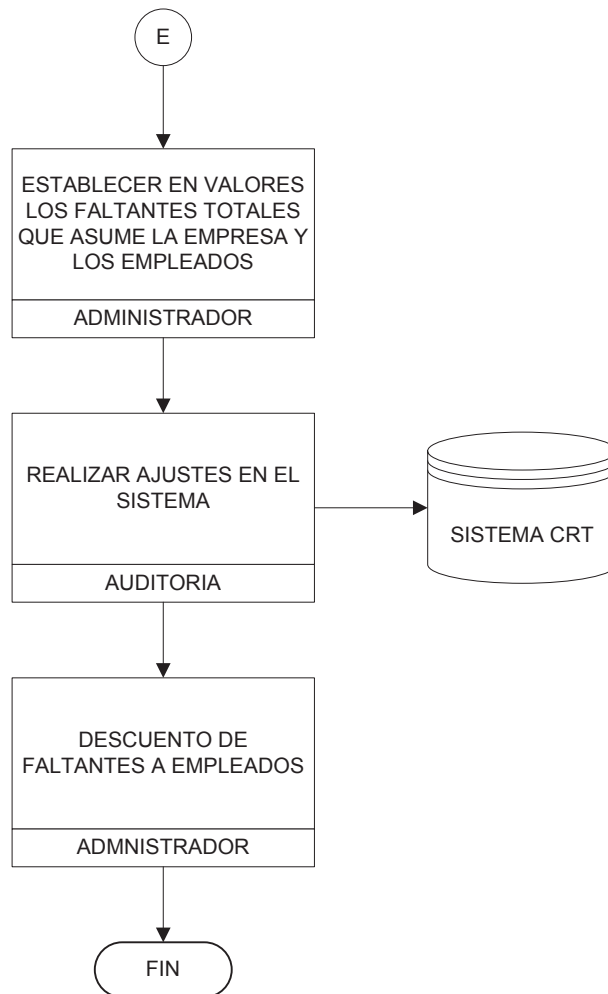 E
ESTABLECER EN VALORES
LOS FALTANTES TOTALES
QUE ASUME LA EMPRESA Y
LOS EMPLEADOS
ADMINISTRADOR
REALIZAR AJUSTES EN EL
SISTEMA
SISTEMA CRT
AUDITORIA
DESCUENTO DE
FALTANTES A EMPLEADOS
ADMNISTRADOR
FIN